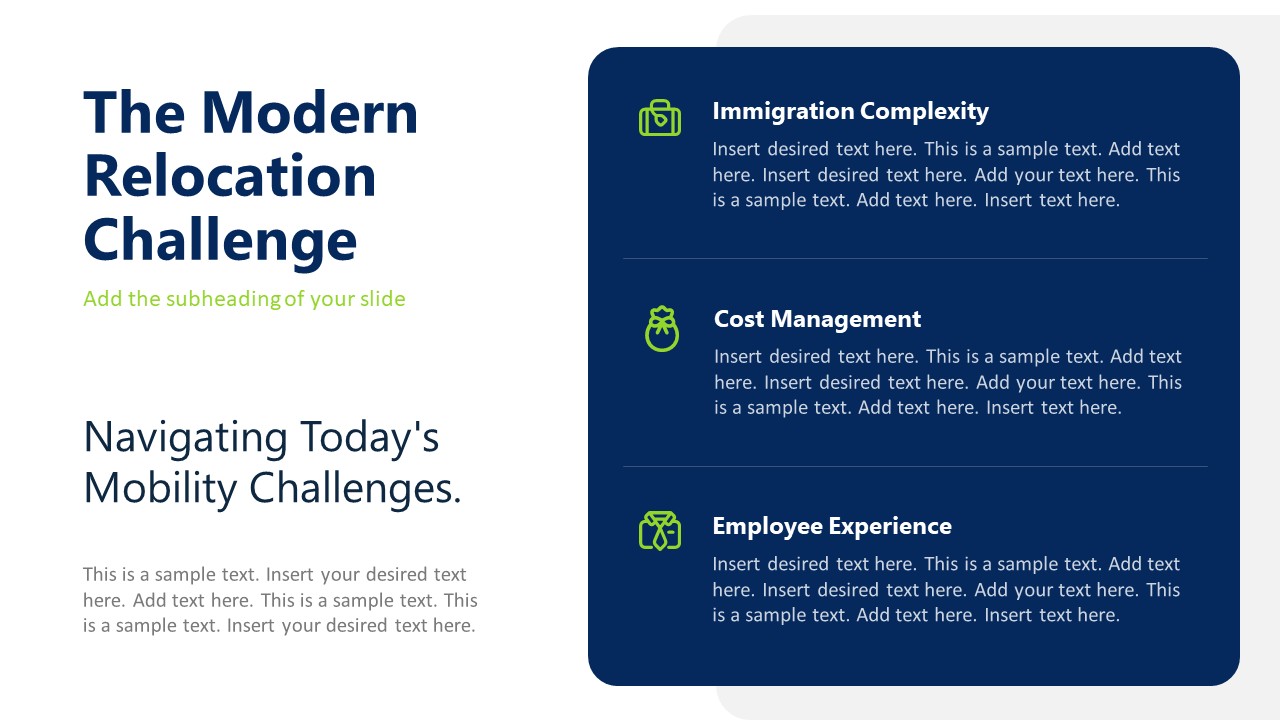 The Modern
Relocation
Challenge
Add the subheading of your slide
Navigating Today's
Mobility Challenges.
This is a sample text. Insert your desired text
here. Add text here. This is a sample text. This
is a sample text. Insert your desired text here.
Immigration Complexity
Insert desired text here. This is a sample text. Add text
here. Insert desired text here. Add your text here. This
is a sample text. Add text here. Insert text here.
Cost Management
Insert desired text here. This is a sample text. Add text
here. Insert desired text here. Add your text here. This
is a sample text. Add text here. Insert text here.
Employee Experience
Insert desired text here. This is a sample text. Add text
here. Insert desired text here. Add your text here. This
is a sample text. Add text here. Insert text here.